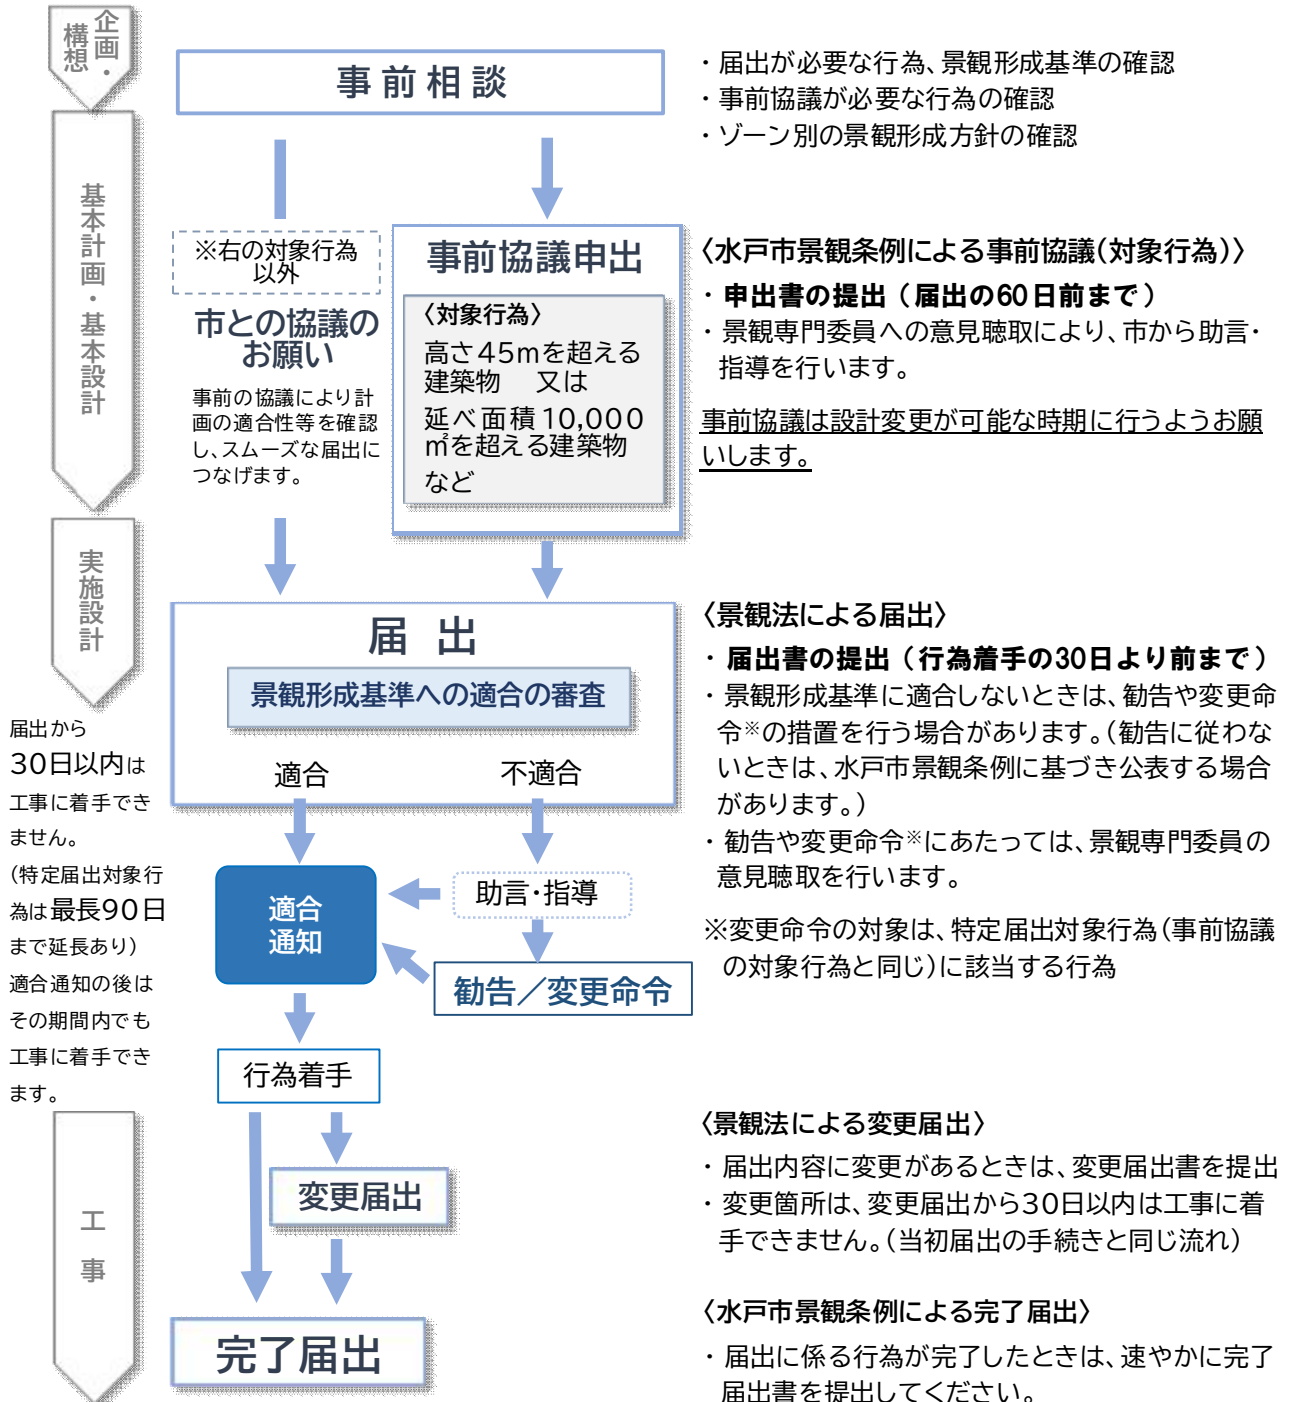 企画・
構想
事前相談
・届出が必要な行為、景観形成基準の確認
・事前協議が必要な行為の確認
・ゾーン別の景観形成方針の確認
基本計画・基本設計
※右の対象行為
以外
市との協議の
お願い
事前の協議により計
画の適合性等を確認
し、スムーズな届出に
つなげます。
事前協議申出
〈対象行為〉
高さ45mを超える
建築物　又は
延べ面積10,000
㎡を超える建築物
など
〈水戸市景観条例による事前協議（対象行為）〉
・申出書の提出（届出の60日前まで）
・景観専門委員への意見聴取により、市から助言・
指導を行います。
事前協議は設計変更が可能な時期に行うようお願
いします。
実施設計
届出
景観形成基準への適合の審査
適合
不適合
〈景観法による届出〉
・届出書の提出（行為着手の30日より前まで）
・景観形成基準に適合しないときは、勧告や変更命
令※の措置を行う場合があります。（勧告に従わな
いときは、水戸市景観条例に基づき公表する場合
があります。）
・勧告や変更命令※にあたっては、景観専門委員の
意見聴取を行います。
※変更命令の対象は、特定届出対象行為（事前協議
の対象行為と同じ）に該当する行為
届出から
30日以内は
工事に着手でき
ません。
（特定届出対象行
為は最長90日
まで延長あり）
適合通知の後は
その期間内でも
工事に着手でき
ます。
適合
通知
助言・指導
勧告／変更命令
行為着手
工事
変更届出
〈景観法による変更届出〉
・届出内容に変更があるときは、変更届出書を提出
・変更箇所は、変更届出から30日以内は工事に着
手できません。（当初届出の手続きと同じ流れ）
完了届出
〈水戸市景観条例による完了届出〉
・届出に係る行為が完了したときは、速やかに完了
届出書を提出してください。